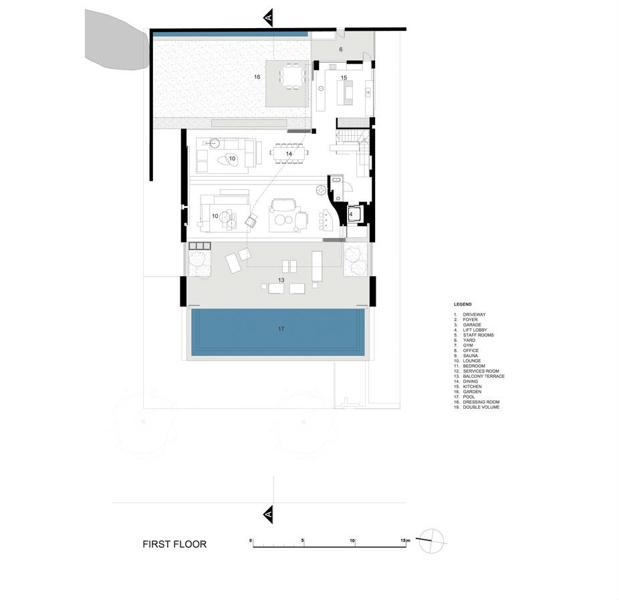 A
6
16
15
10
14
10
4
13
17
LEGEND
1. DRIVEWAY
2. FOYER
3. GARAGE
4. LIFT LOBBY
5. STAFF ROOMS
6. YARD
7. GYM
8. OFFICE
9. SAUNA
10. LOUNGE
11. BEDROOM
12. SERVICES ROOM
13. BALCONY TERRACE
14. DINING
15. KITCHEN
16. GARDEN
17. POOL
18. DRESSING ROOM
19. DOUBLE VOLUME
A
FIRST FLOOR
0 5 10 15 m